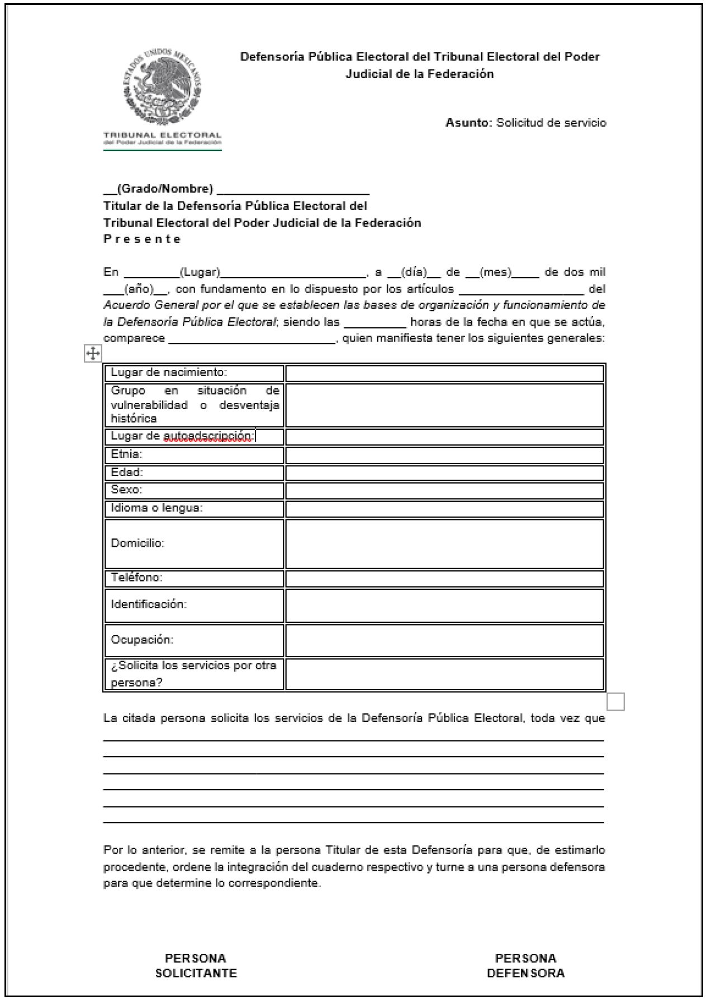 ESTADOS UNIDOS MEXICANOS
TRIBUNAL ELECTORAL
del Poder Judicial de la Federación
Defensoría Pública Electoral del Tribunal Electoral del Poder
Judicial de la Federación
Asunto: Solicitud de servicio
__(Grado/Nombre) ______________________
Titular de la Defensoría Pública Electoral del
Tribunal Electoral del Poder Judicial de la Federación
P r e s e n t e
En ________(Lugar)_____________________, a __(día)__ de __(mes)____ de dos mil
___(año)__, con fundamento en lo dispuesto por los artículos __________________ del
Acuerdo General por el que se establecen las bases de organización y funcionamiento de
la Defensoría Pública Electoral; siendo las _________ horas de la fecha en que se actúa,
comparece ________________________, quien manifiesta tener los siguientes generales:
Lugar de nacimiento:
Grupo en situación de
vulnerabilidad o desventaja
histórica
Lugar de autoadscripción:
Etnia:
Edad:
Sexo:
Idioma o lengua:
Domicilio:
Teléfono:
Identificación:
Ocupación:
¿Solicita los servicios por otra
persona?
La citada persona solicita los servicios de la Defensoría Pública Electoral, toda vez que
Por lo anterior, se remite a la persona Titular de esta Defensoría para que, de estimarlo
procedente, ordene la integración del cuaderno respectivo y turne a una persona defensora
para que determine lo correspondiente.
PERSONA
SOLICITANTE
PERSONA
DEFENSORA